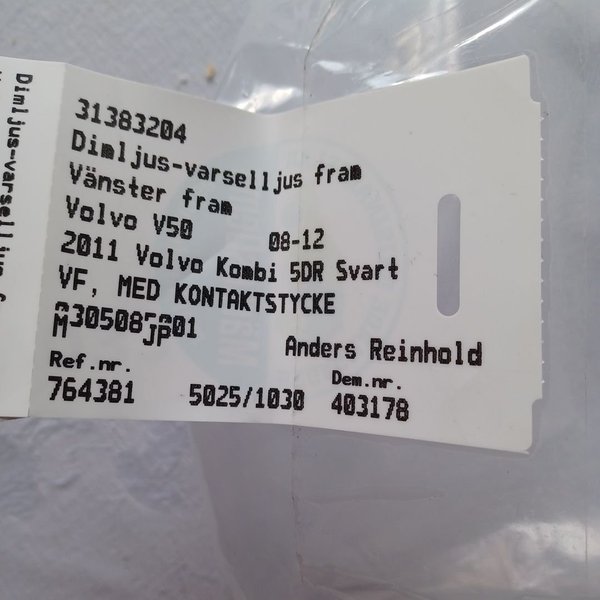 31383204
Dimljus-varselljus fram
Vänster fram
Volvo V50 08-12
2011 Volvo Kombi 5DR Svart
VF, MED KONTAKTSTYCKE
Anders Reinhold
Ref.nr. Dem.nr.
764381 5025/1030 403178
Dimljus-varselljus f